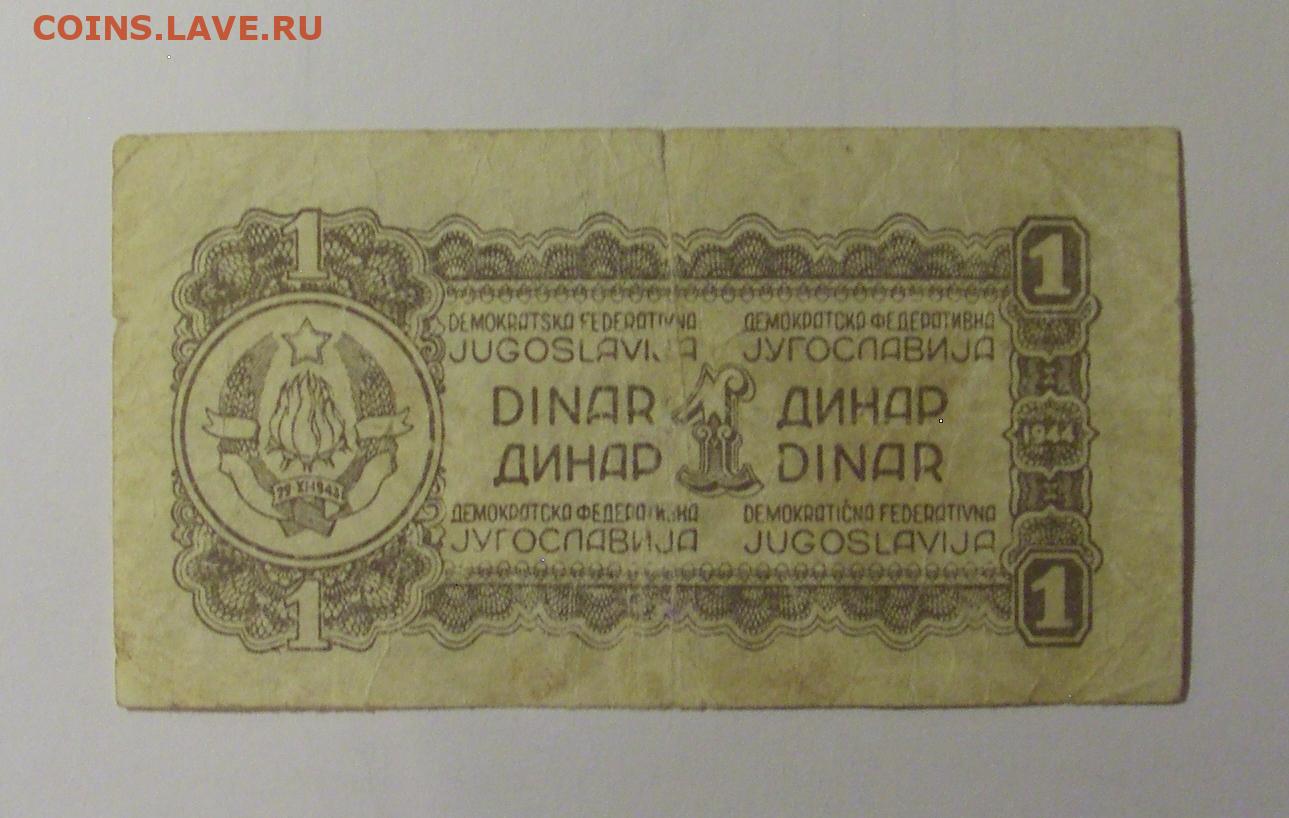 COINS.LAVE.RU
1
1
DEMOKRATSKA FEDERATIVNA
JUGOSLAVIJA
ДЕМОКРАТСКА ФЕДЕРАТИВНА
ЈУГОСЛАВИЈА
DINAR
ДИНАР
1
ДИНАР
DINAR
1944
29 XI 1943
ДЕМОКРАТСКА ФЕДЕРАТИВНА
ЈУГОСЛАВИЈА
DEMOKRATIČNA FEDERATIVNA
JUGOSLAVIJA
1
1